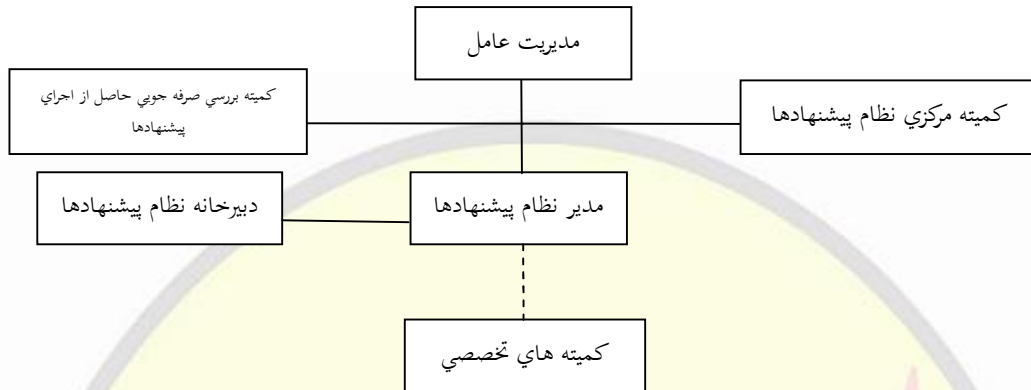 مديريت عامل
كميته مركزي نظام پيشنهادها
كميته بررسي صرفه جويي حاصل از اجراي
پيشنهادها
مدير نظام پيشنهادها
دبيرخانه نظام پيشنهادها
كميته هاي تخصصي